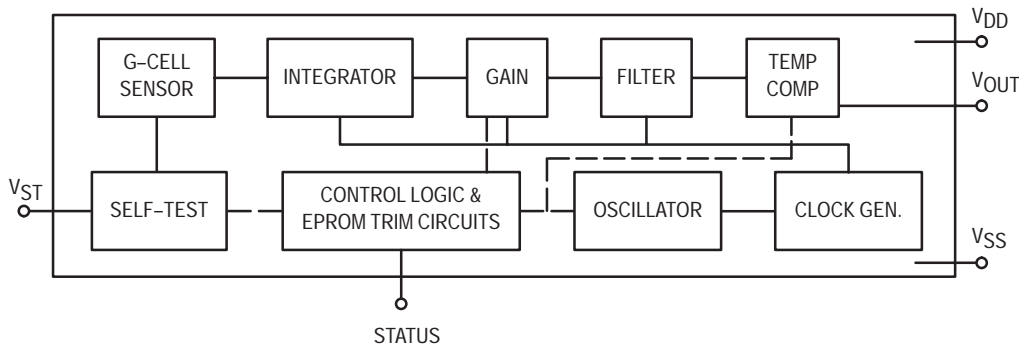 G–CELL
SENSOR
INTEGRATOR
GAIN
FILTER
TEMP
COMP
VDD
VOUT
VST
SELF–TEST
CONTROL LOGIC &
EPROM TRIM CIRCUITS
OSCILLATOR
CLOCK GEN.
VSS
STATUS